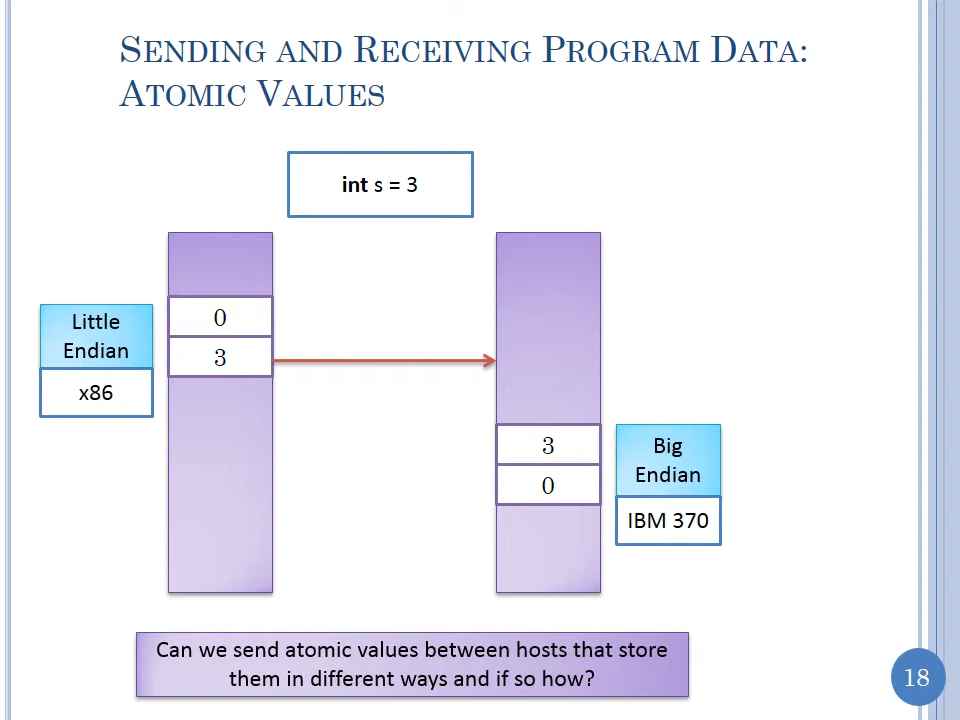 SENDING AND RECEIVING PROGRAM DATA:
ATOMIC VALUES
int s = 3
0
3
Little
Endian
x86
3
0
Big
Endian
IBM 370
Can we send atomic values between hosts that store
them in different ways and if so how?
18